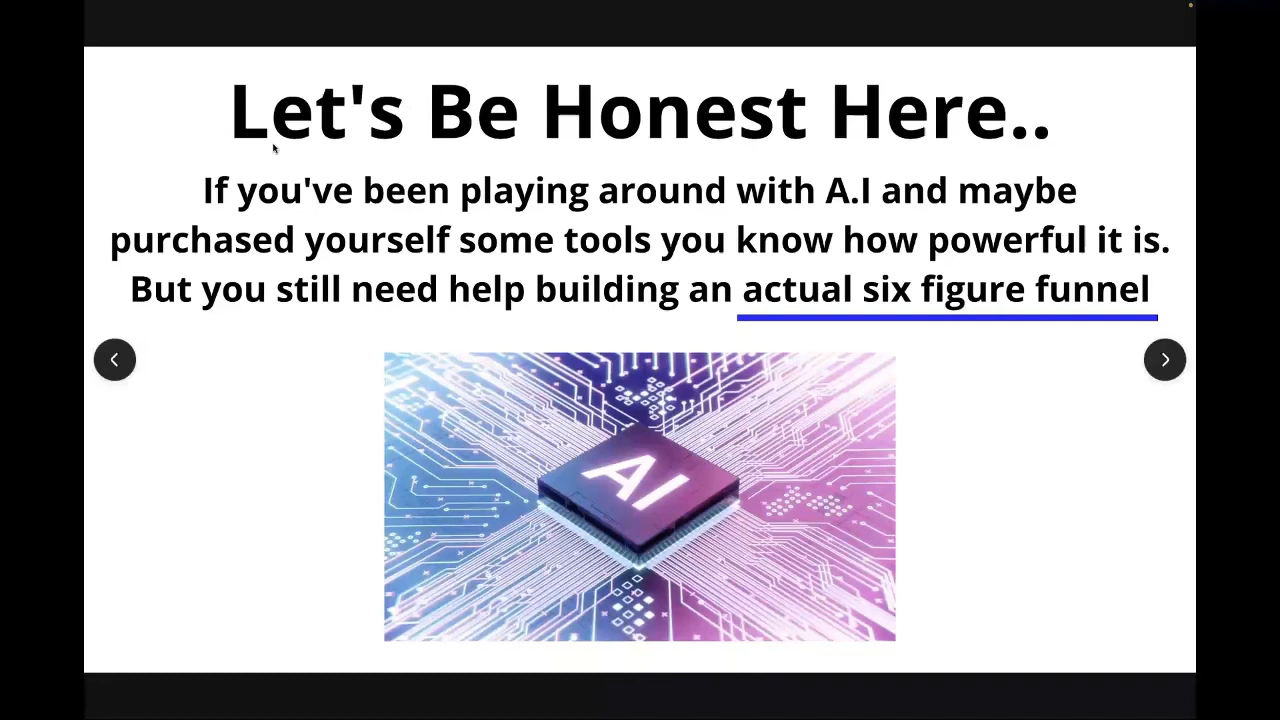 Let's Be Honest Here..
If you've been playing around with A.I and maybe
purchased yourself some tools you know how powerful it is.
But you still need help building an actual six figure funnel
AI